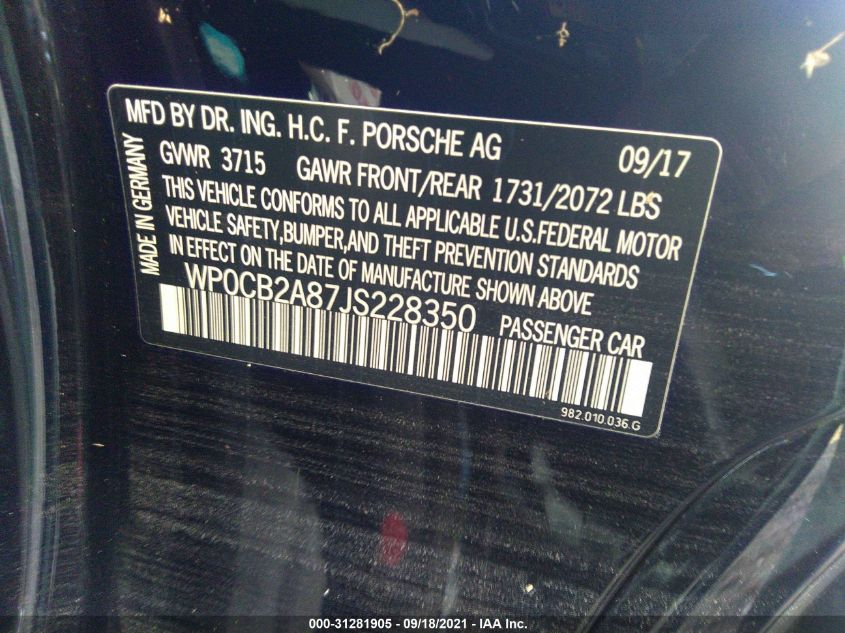 MFD BY DR. ING. H.C. F. PORSCHE AG 09/17
GVWR 3715 GAWR FRONT/REAR 1731/2072 LBS
THIS VEHICLE CONFORMS TO ALL APPLICABLE U.S.FEDERAL MOTOR
VEHICLE SAFETY,BUMPER,AND THEFT PREVENTION STANDARDS
IN EFFECT ON THE DATE OF MANUFACTURE SHOWN ABOVE
MADE IN GERMANY
WP0CB2A87JS228350 PASSENGER CAR
982.010.036.G
000-31281905 - 09/18/2021 - IAA Inc.